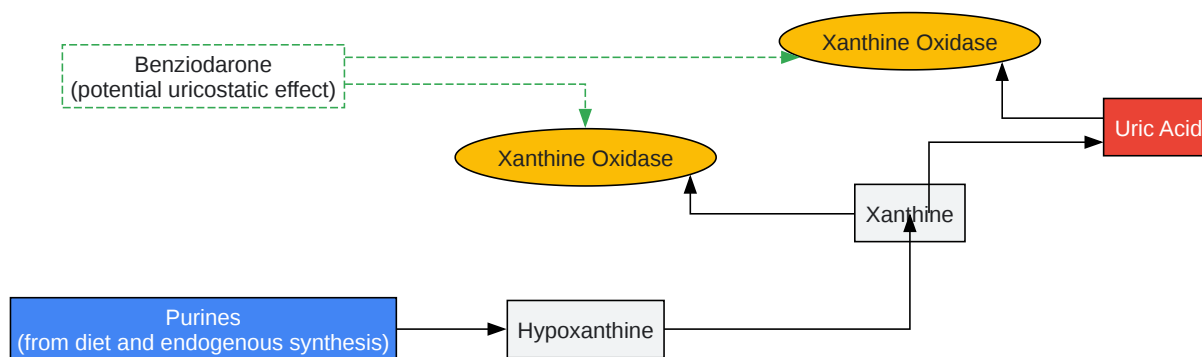 Xanthine Oxidase
Benziodarone
(potential uricostatic effect)
Uric Acid
Xanthine Oxidase
Xanthine
Purines
(from diet and endogenous synthesis)
Hypoxanthine